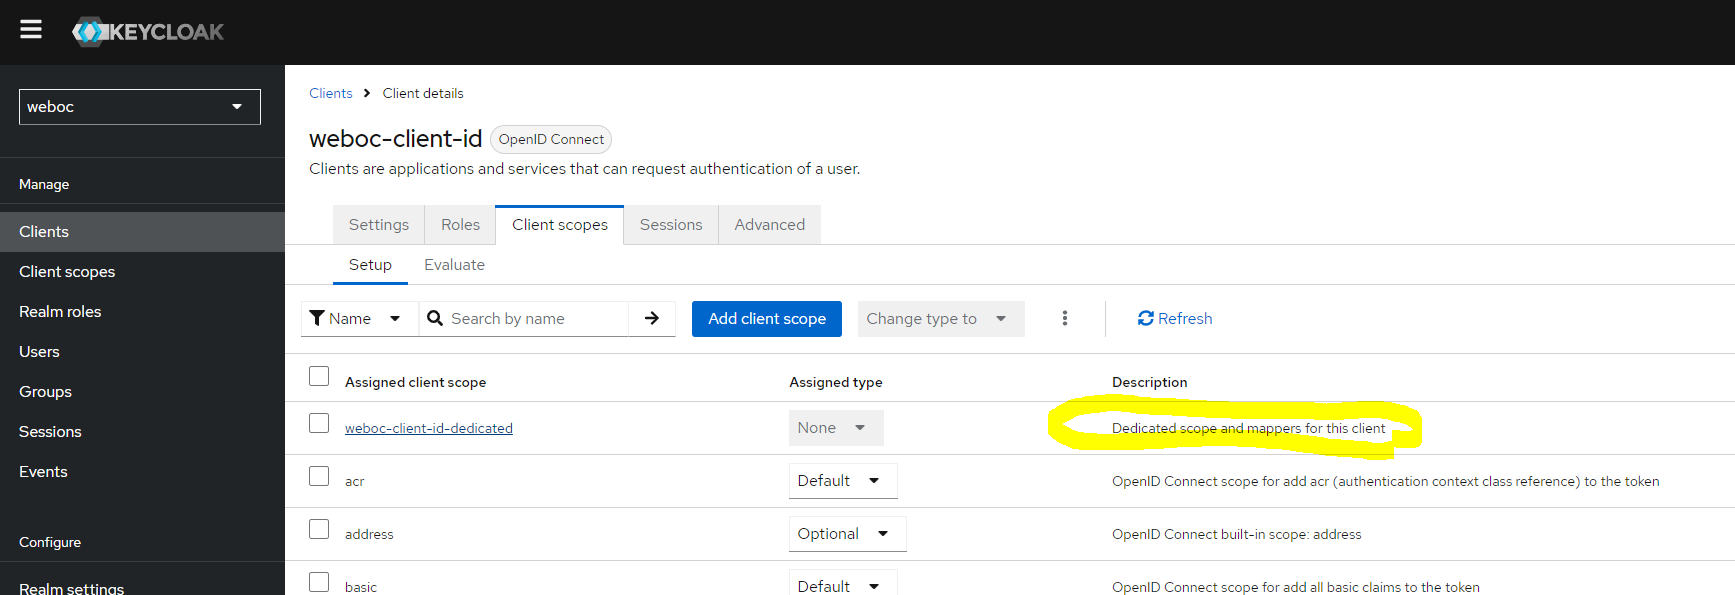 KEYCLOAK
weboc
Manage
Clients
Client scopes
Realm roles
Users
Groups
Sessions
Events
Configure
Realm settings
Clients > Client details
weboc-client-id OpenID Connect
Clients are applications and services that can request authentication of a user.
Settings Roles Client scopes Sessions Advanced
Setup Evaluate
Name Search by name Add client scope Change type to Refresh
Assigned client scope Assigned type Description
weboc-client-id-dedicated None Dedicated scope and mappers for this client
acr Default OpenID Connect scope for add acr (authentication context class reference) to the token
address Optional OpenID Connect built-in scope: address
basic Default OpenID Connect scope for add all basic claims to the token